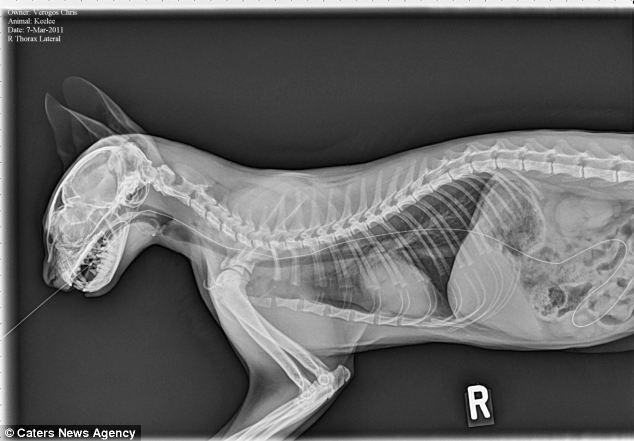 Owner: Verogos Chris
Animal: Keelee
Date: 7-Mar-2011
R Thorax Lateral
R
© Caters News Agency